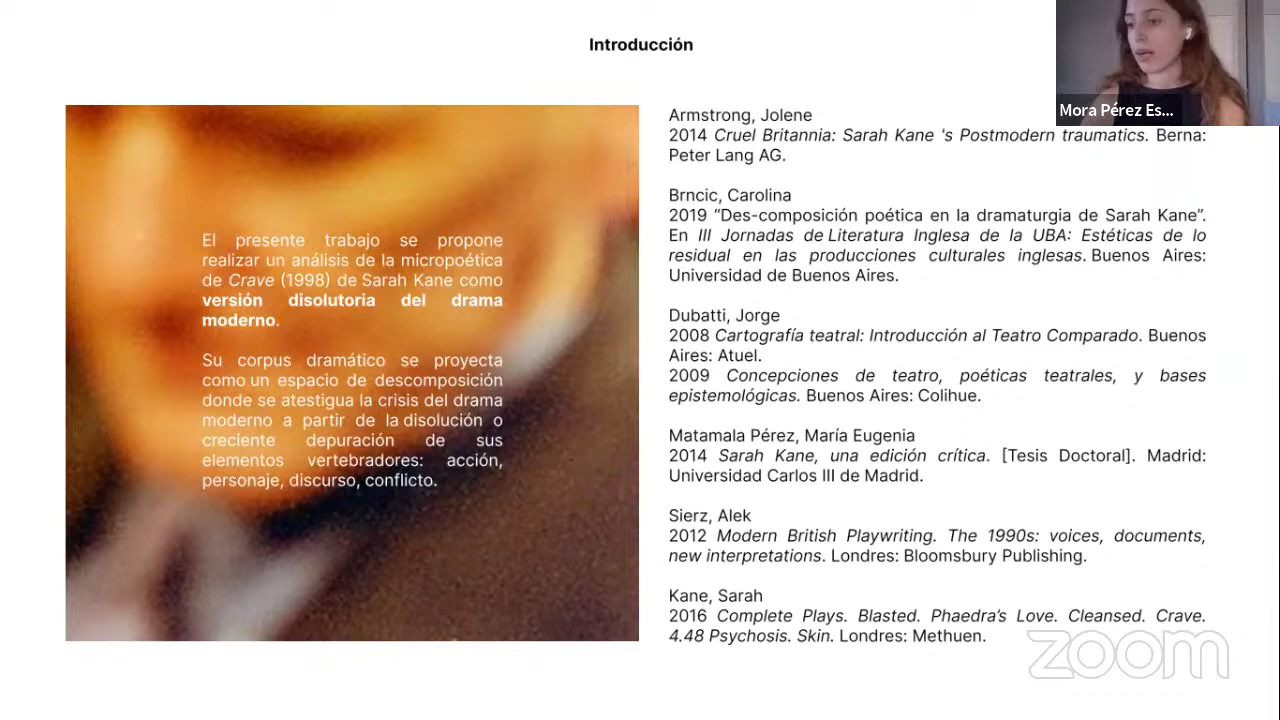 Introducción
Mora Pérez Es...
El presente trabajo se propone
realizar un análisis de la micropoética
de Crave (1998) de Sarah Kane como
versión disolutoria del drama
moderno.
Su corpus dramático se proyecta
como un espacio de descomposición
donde se atestigua la crisis del drama
moderno a partir de la disolución o
creciente depuración de sus
elementos vertebradores: acción,
personaje, discurso, conflicto.
Armstrong, Jolene
2014 Cruel Britannia: Sarah Kane 's Postmodern traumatics. Berna:
Peter Lang AG.
Brncic, Carolina
2019 “Des-composición poética en la dramaturgia de Sarah Kane”.
En III Jornadas de Literatura Inglesa de la UBA: Estéticas de lo
residual en las producciones culturales inglesas. Buenos Aires:
Universidad de Buenos Aires.
Dubatti, Jorge
2008 Cartografía teatral: Introducción al Teatro Comparado. Buenos
Aires: Atuel.
2009 Concepciones de teatro, poéticas teatrales, y bases
epistemológicas. Buenos Aires: Colihue.
Matamala Pérez, María Eugenia
2014 Sarah Kane, una edición crítica. [Tesis Doctoral]. Madrid:
Universidad Carlos III de Madrid.
Sierz, Alek
2012 Modern British Playwriting. The 1990s: voices, documents,
new interpretations. Londres: Bloomsbury Publishing.
Kane, Sarah
2016 Complete Plays. Blasted. Phaedra’s Love. Cleansed. Crave.
4.48 Psychosis. Skin. Londres: Methuen.
zoom